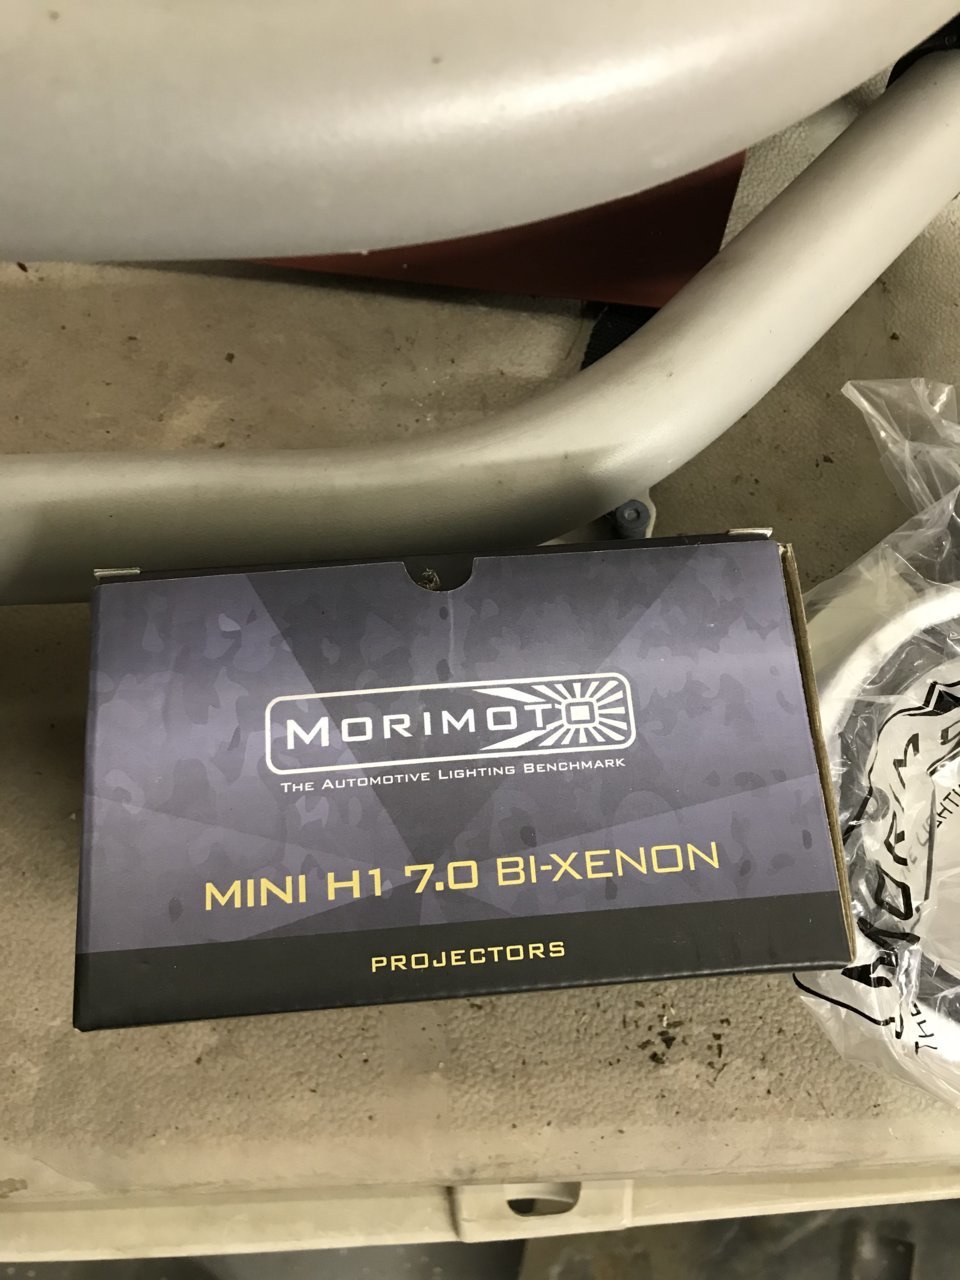 MORIMOTO
THE AUTOMOTIVE LIGHTING BENCHMARK
MINI H1 7.0 BI-XENON
PROJECTORS